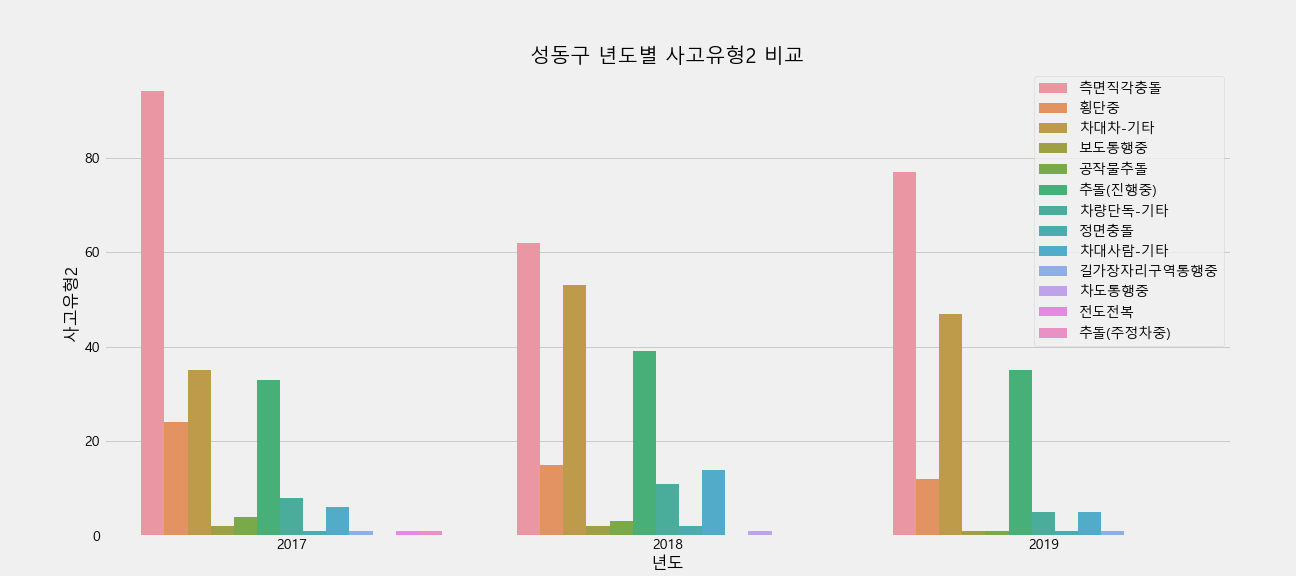 성동구 년도별 사고유형2 비교
측면직각충돌
횡단중
차대차-기타
보도통행중
공작물추돌
추돌(진행중)
차량단독-기타
정면충돌
차대사람-기타
길가장자리구역통행중
차도통행중
전도전복
추돌(주정차중)
사고유형2
80
60
40
20
0
2017
2018
2019
년도